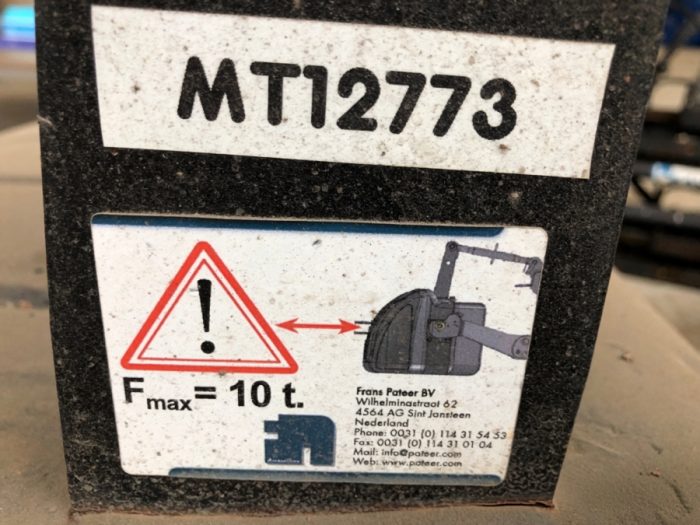 MT12773
!
Fmax = 10 t.
Frans Pateer BV
Wilhelminastraat 62
4564 AG Sint Jansteen
Nederland
Phone: 0031 (0) 114 31 54 53
Fax: 0031 (0) 114 31 01 04
Mail: info@pateer.com
Web: www.pateer.com